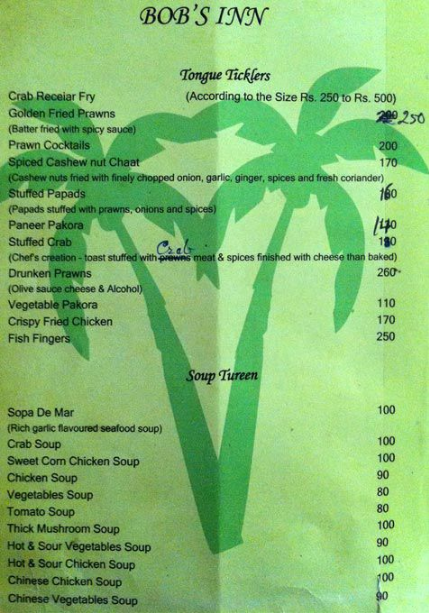 BOB'S INN
Tongue Ticklers
Crab Receiar Fry (According to the Size Rs. 250 to Rs. 500)
Golden Fried Prawns 250
(Batter fried with spicy sauce)
Prawn Cocktails 200
Spiced Cashew nut Chaat 170
(Cashew nuts fried with finely chopped onion, garlic, ginger, spices and fresh coriander)
Stuffed Papads
(Papads stuffed with prawns, onions and spices)
Paneer Pakora
Stuffed Crab
Crab
(Chef's creation - toast stuffed with prawns meat & spices finished with cheese than baked)
Drunken Prawns 260
(Olive sauce cheese & Alcohol)
Vegetable Pakora 110
Crispy Fried Chicken 170
Fish Fingers 250
Soup Tureen
Sopa De Mar 100
(Rich garlic flavoured seafood soup)
Crab Soup 100
Sweet Corn Chicken Soup 100
Chicken Soup 90
Vegetables Soup 80
Tomato Soup 80
Thick Mushroom Soup 100
Hot & Sour Vegetables Soup 90
Hot & Sour Chicken Soup 100
Chinese Chicken Soup 100
Chinese Vegetables Soup 90